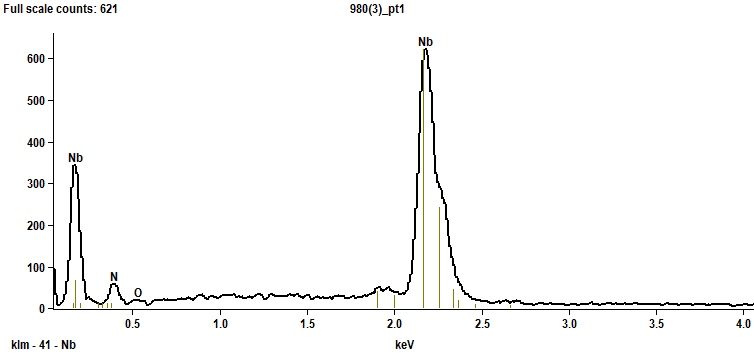 Full scale counts: 621 980(3)_pt1
600
500
400
300
200
100
0
Nb
N
O
Nb
0.5 1.0 1.5 2.0 2.5 3.0 3.5 4.0
klm - 41 - Nb keV